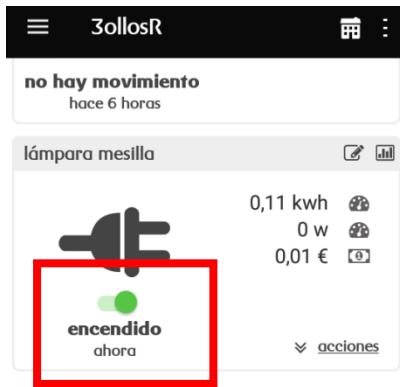 3ollosR
no hay movimiento
hace 6 horas
lámpara mesilla
0,11 kwh
0 w
0,01 €
encendido
ahora
acciones